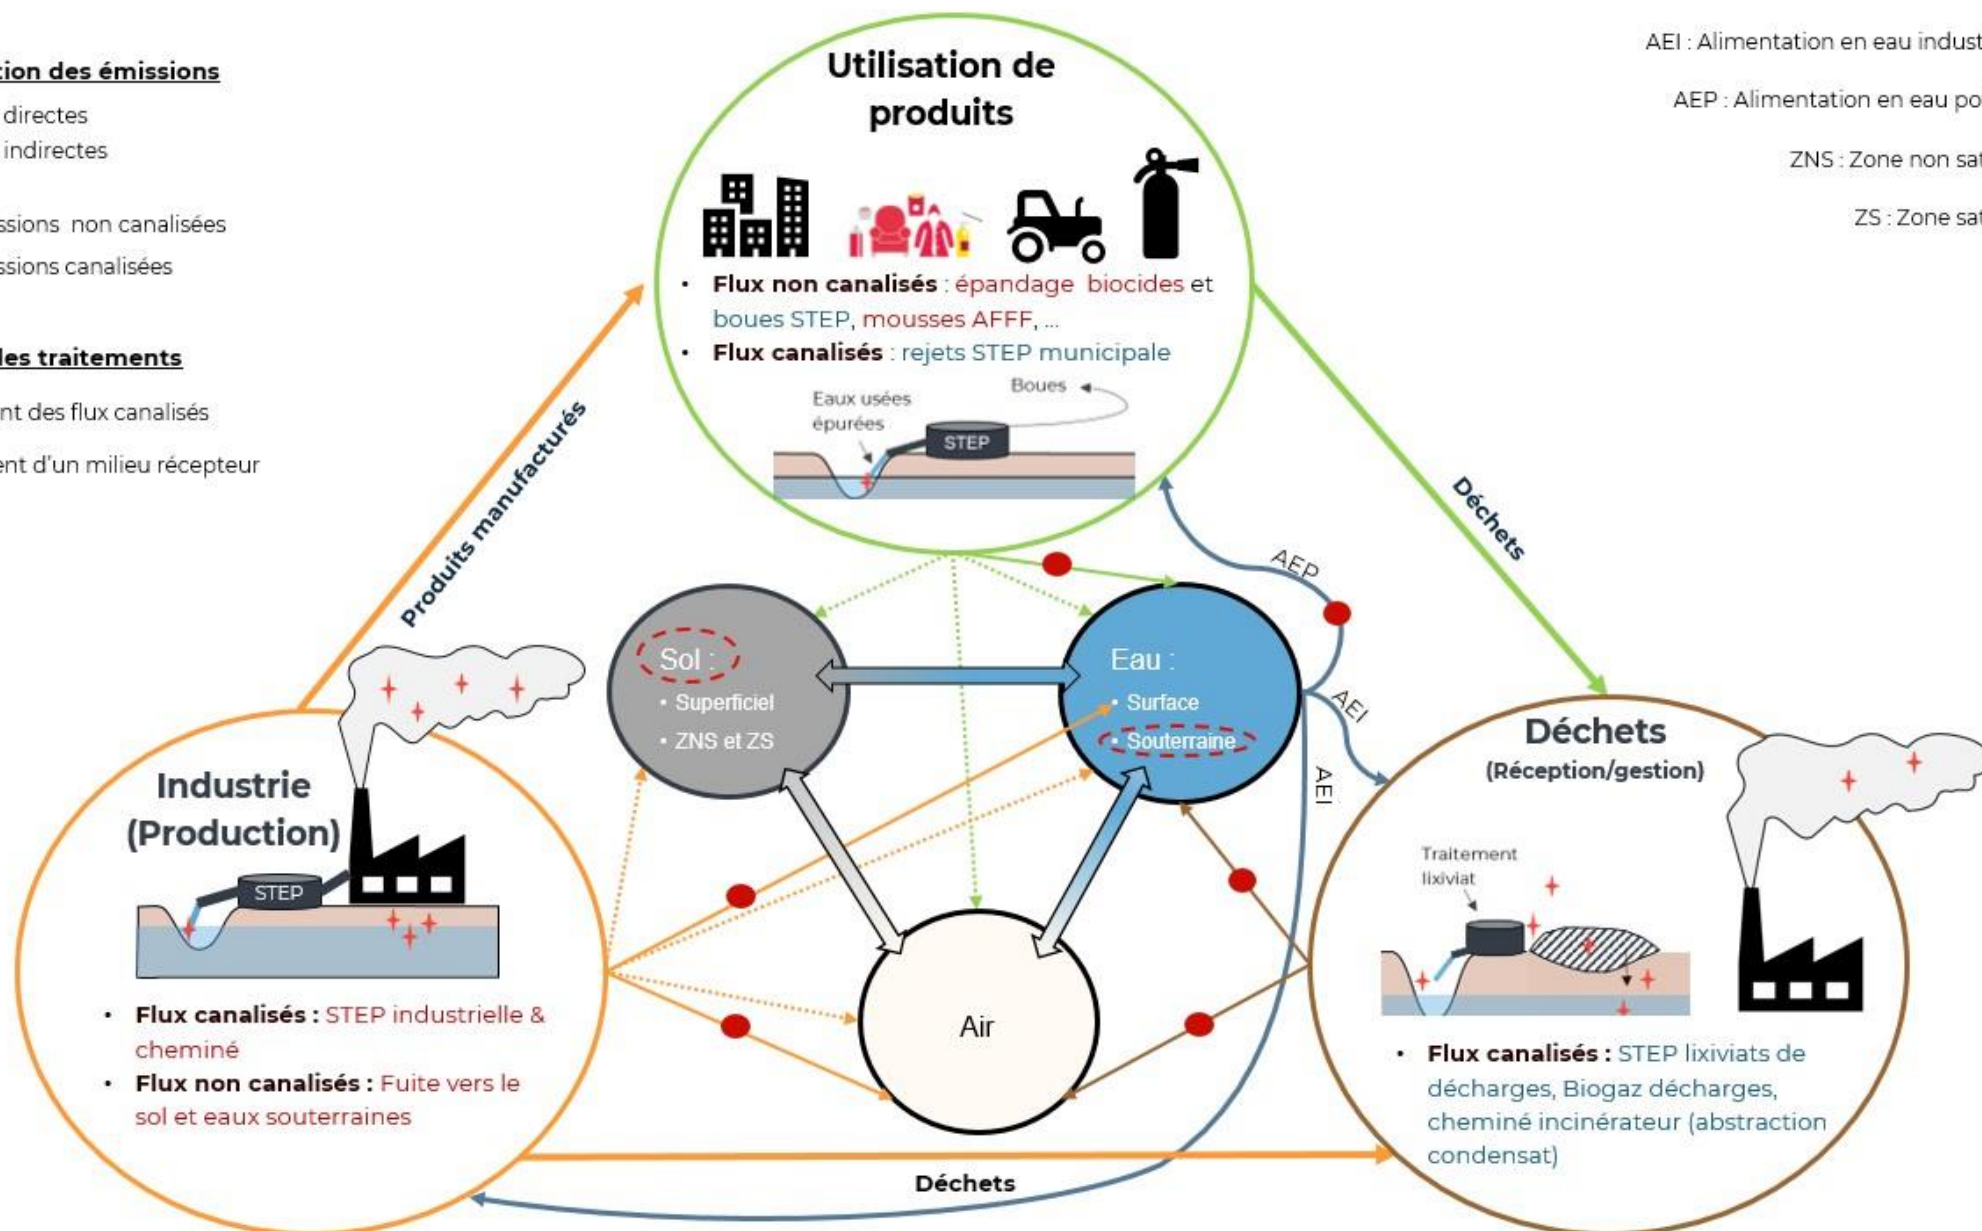 tion des émissions
directes
indirectes
ssions non canalisées
ssions canalisées
des traitements
nt des flux canalisés
ent d'un milieu récepteur
AEI : Alimentation en eau indust
AEP : Alimentation en eau po
ZNS : Zone non sat
ZS : Zone sat
Utilisation de
produits
• Flux non canalisés : épandage biocides et
boues STEP, mousses AFFF, ...
• Flux canalisés : rejets STEP municipale
Eaux usées
épurées
Boues
STEP
Produits manufacturés
Déchets
AEP
AEI
AEI
Sol :
• Superficiel
• ZNS et ZS
Eau :
• Surface
• Souterraine
Air
Industrie
(Production)
STEP
• Flux canalisés : STEP industrielle &
cheminé
• Flux non canalisés : Fuite vers le
sol et eaux souterraines
Déchets
(Réception/gestion)
Traitement
lixiviat
• Flux canalisés : STEP lixiviats de
décharges, Biogaz décharges,
cheminé incinérateur (abstraction
condensat)
Déchets